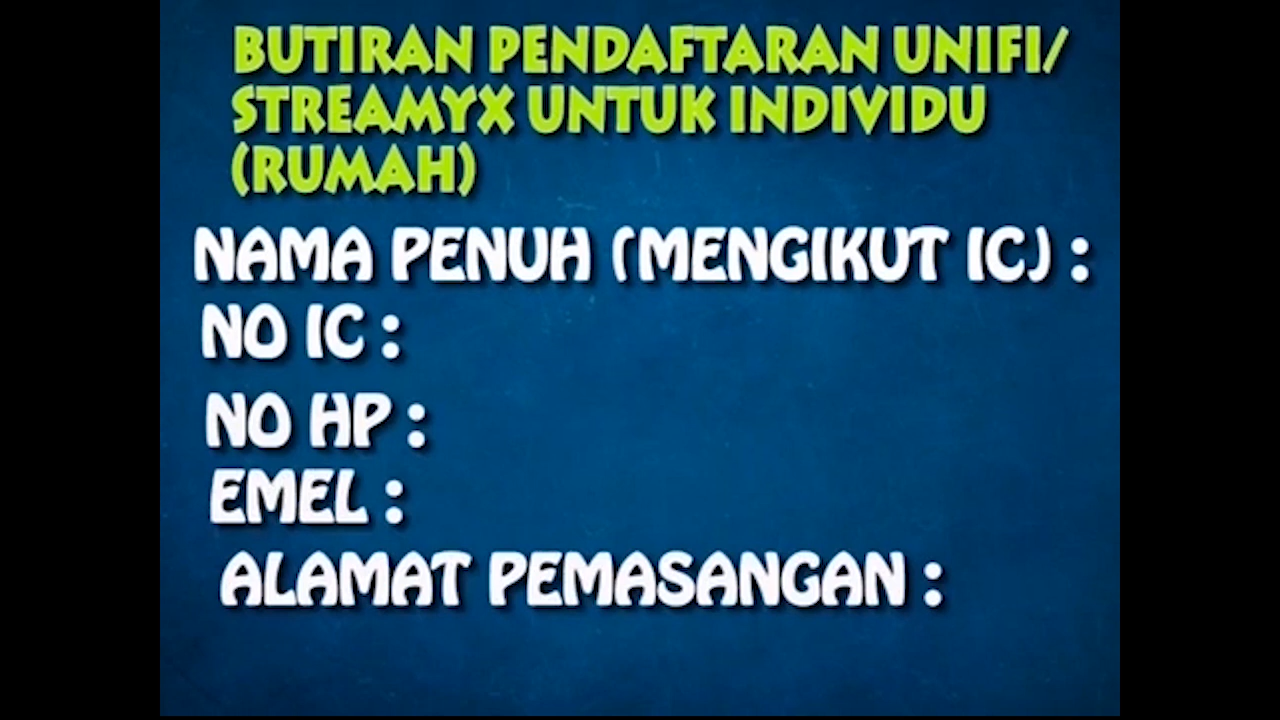 BUTIRAN PENDAFTARAN UNIFI/
STREAMYX UNTUK INDIVIDU
(RUMAH)
NAMA PENUH (MENGIKUT IC) :
NO IC :
NO HP :
EMEL :
ALAMAT PEMASANGAN :